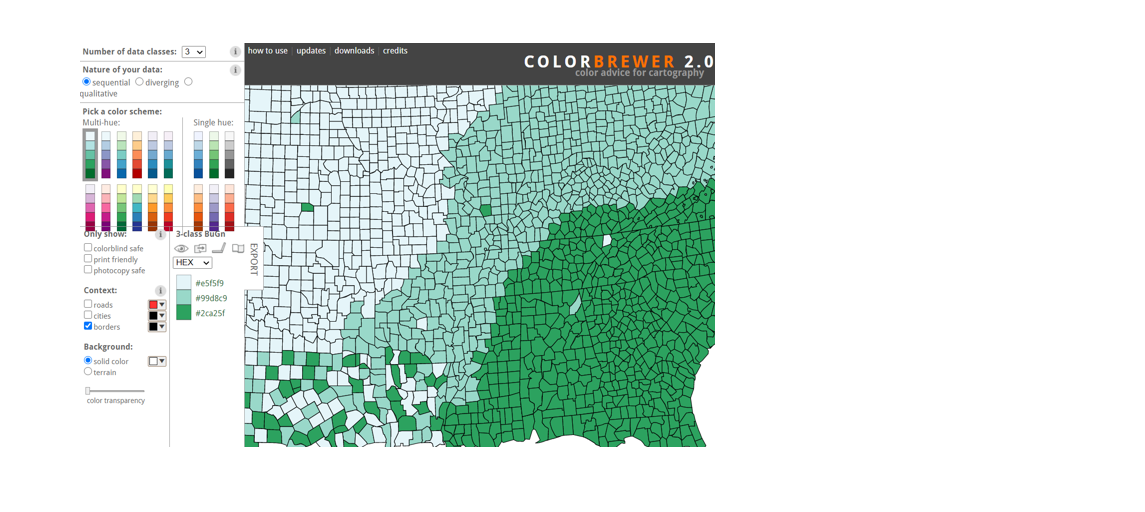 Number of data classes: 3 i
how to use | updates | downloads | credits
COLORBREWER 2.0
color advice for cartography
Nature of your data: i
sequential diverging
qualitative
Pick a color scheme:
Multi-hue: Single hue:
Only show: i
colorblind safe
print friendly
photocopy safe
Context: i
roads
cities
borders
Background:
solid color
terrain
color transparency
3-class BuGn
EXPORT
HEX
#e5f5f9
#99d8c9
#2ca25f